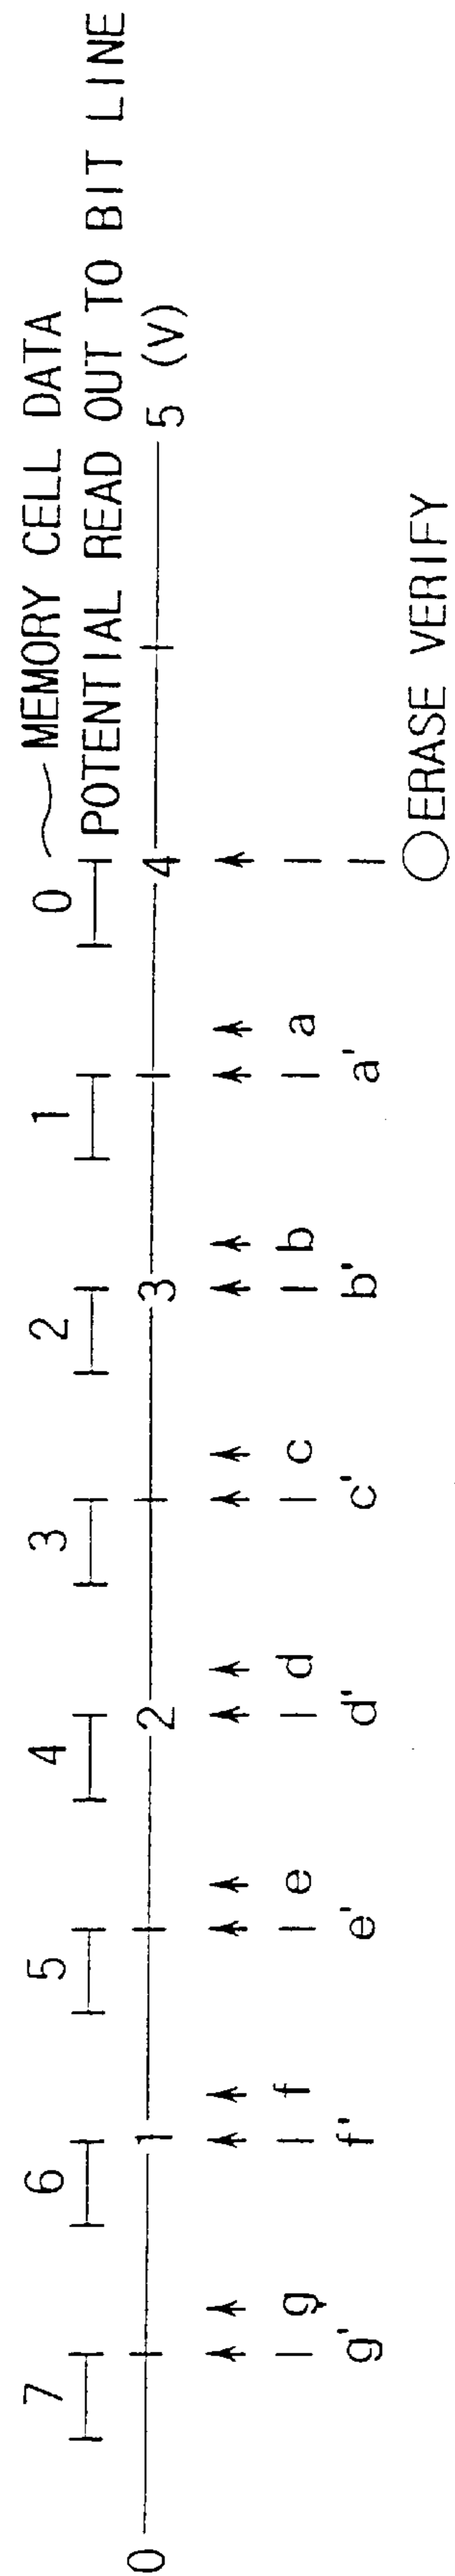 7 6 5 4 3 2 1 0 MEMORY CELL DATA
POTENTIAL READ OUT TO BIT LINE
0 1 2 3 4 5 (V)
g f e d c b a
g' f' e' d' c' b' a'
ERASE VERIFY